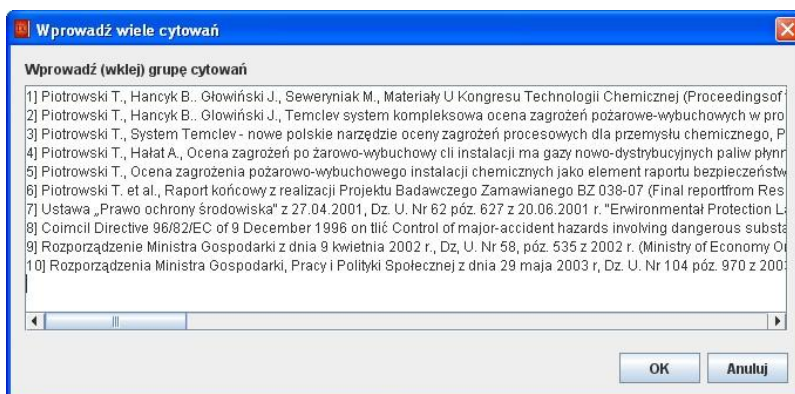 Wprowadź wiele cytowań
Wprowadź (wklej) grupę cytowań
1] Piotrowski T., Hancyk B.. Głowiński J., Seweryniak M., Materiały U Kongresu Technologii Chemicznej (Proceedingsof
2] Piotrowski T., Hancyk B., Glowinski J., Temclev system kompleksowa ocena zagrożeń pożarowe-wybuchowych w pro
3] Piotrowski T., System Temclev - nowe polskie narzędzie oceny zagrożeń procesowych dla przemysłu chemicznego, P
4] Piotrowski T., Hałat A., Ocena zagrożeń po żarowo-wybuchowy cli instalacji ma gazy nowo-dystrybucyjnych paliw płynn
5] Piotrowski T., Ocena zagrożenia pożarowo-wybuchowego instalacji chemicznych jako element raportu bezpieczeństw
6] Piotrowski T. et al., Raport końcowy z realizacji Projektu Badawczego Zamawianego BZ 038-07 (Final reportfrom Res
7] Ustawa „Prawo ochrony środowiska" z 27.04.2001, Dz. U. Nr 62 póz. 627 z 20.06.2001 r. "Erwironmentał Protection La
8] Coimcil Directive 96/82/EC of 9 December 1996 on tlić Control of major-accident hazards involving dangerous substa
9] Rozporządzenie Ministra Gospodarki z dnia 9 kwietnia 2002 r., Dz, U. Nr 58, póz. 535 z 2002 r. (Ministry of Economy Or
10] Rozporządzenia Ministra Gospodarki, Pracy i Polityki Społecznej z dnia 29 maja 2003 r, Dz. U. Nr 104 póz. 970 z 200
OK Anuluj